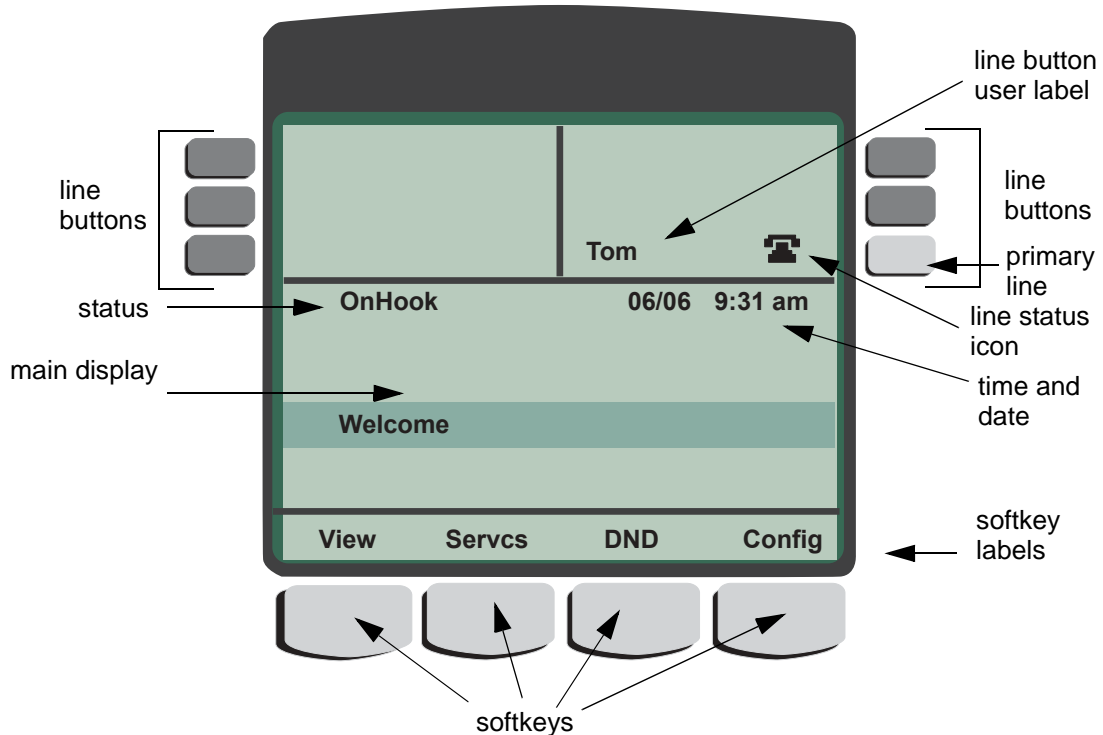 line button
user label
line
buttons
line
buttons
Tom
primary
line
status
OnHook
06/06 9:31 am
line status
icon
main display
time and
date
Welcome
View Servcs DND Config
softkey
labels
softkeys